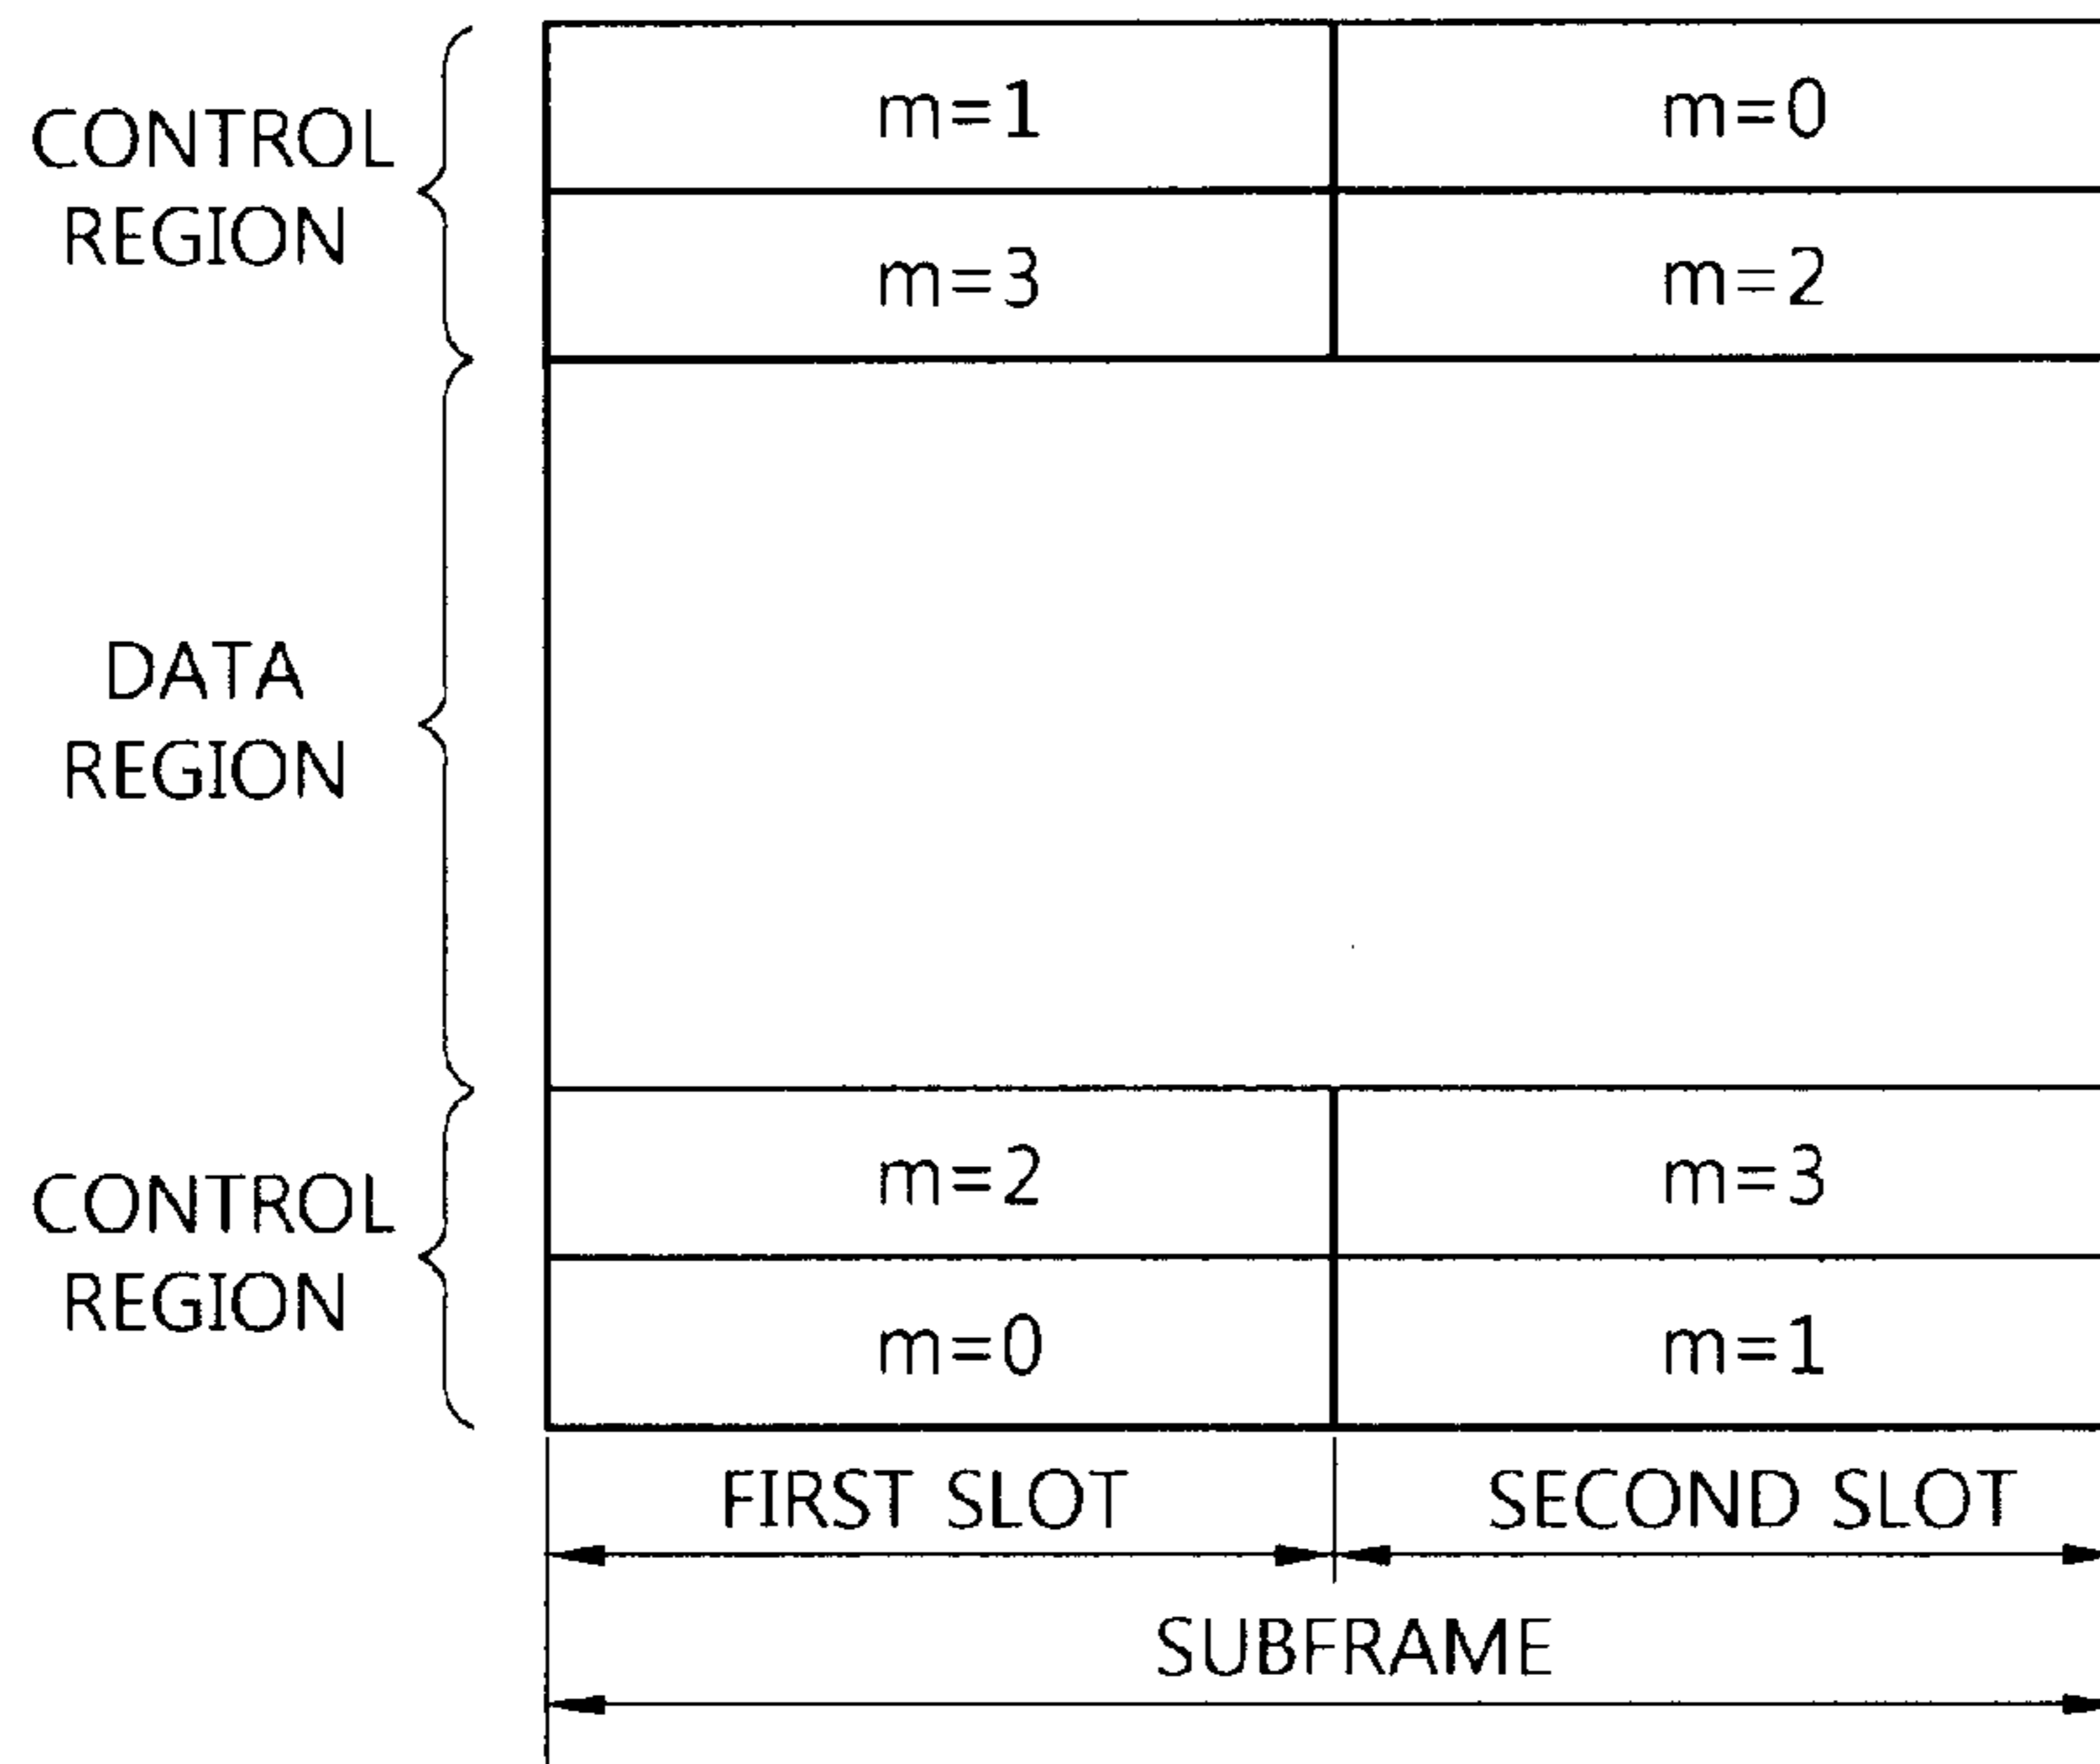 CONTROL
REGION
m=1 m=0
m=3 m=2
DATA
REGION
CONTROL
REGION
m=2 m=3
m=0 m=1
FIRST SLOT SECOND SLOT
SUBFRAME